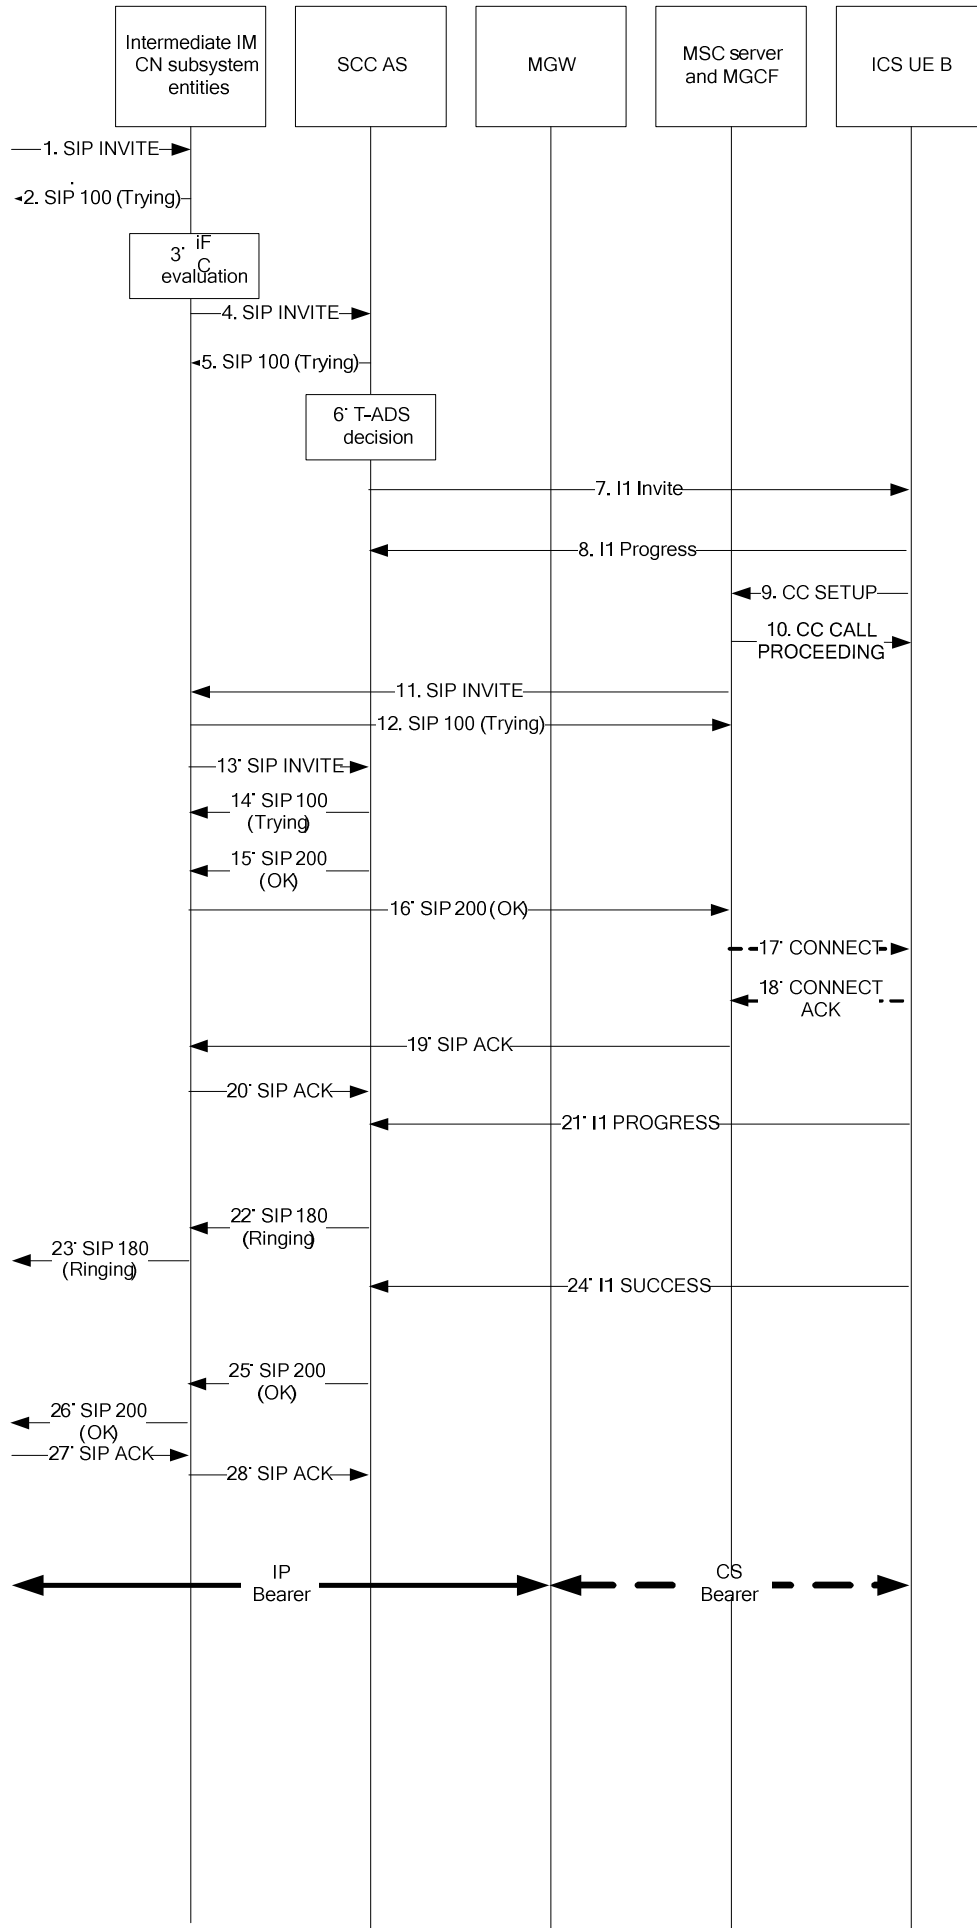 Intermediate IM
CN subsystem
entities
SCC AS
MGW
MSC server
and MGCF
ICS UE B
1. SIP INVITE
2. SIP 100 (Trying)
3. iF
C
evaluation
4. SIP INVITE
5. SIP 100 (Trying)
6. T-ADS
decision
7. I1 Invite
8. I1 Progress
9. CC SETUP
10. CC CALL
PROCEEDING
11. SIP INVITE
12. SIP 100 (Trying)
13. SIP INVITE
14. SIP 100
(Trying)
15. SIP 200
(OK)
16. SIP 200 (OK)
17. CONNECT
18. CONNECT
ACK
19. SIP ACK
20. SIP ACK
21. I1 PROGRESS
22. SIP 180
(Ringing)
23. SIP 180
(Ringing)
24. I1 SUCCESS
25. SIP 200
(OK)
26. SIP 200
(OK)
27. SIP ACK
28. SIP ACK
IP
Bearer
CS
Bearer